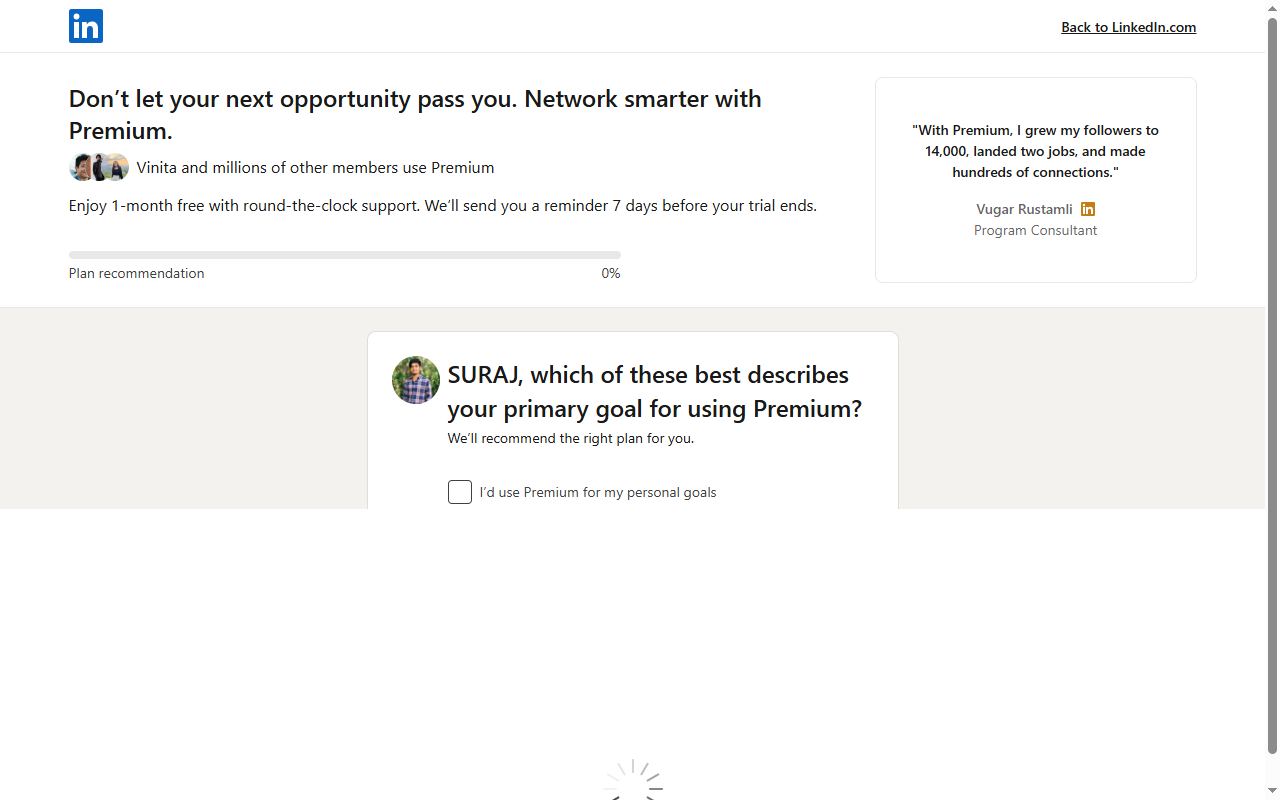 in
Back to LinkedIn.com
Don’t let your next opportunity pass you. Network smarter with
Premium.
Vinita and millions of other members use Premium
Enjoy 1-month free with round-the-clock support. We’ll send you a reminder 7 days before your trial ends.
Plan recommendation 0%
"With Premium, I grew my followers to
14,000, landed two jobs, and made
hundreds of connections."
Vugar Rustamli in
Program Consultant
SURAJ, which of these best describes
your primary goal for using Premium?
We’ll recommend the right plan for you.
I’d use Premium for my personal goals